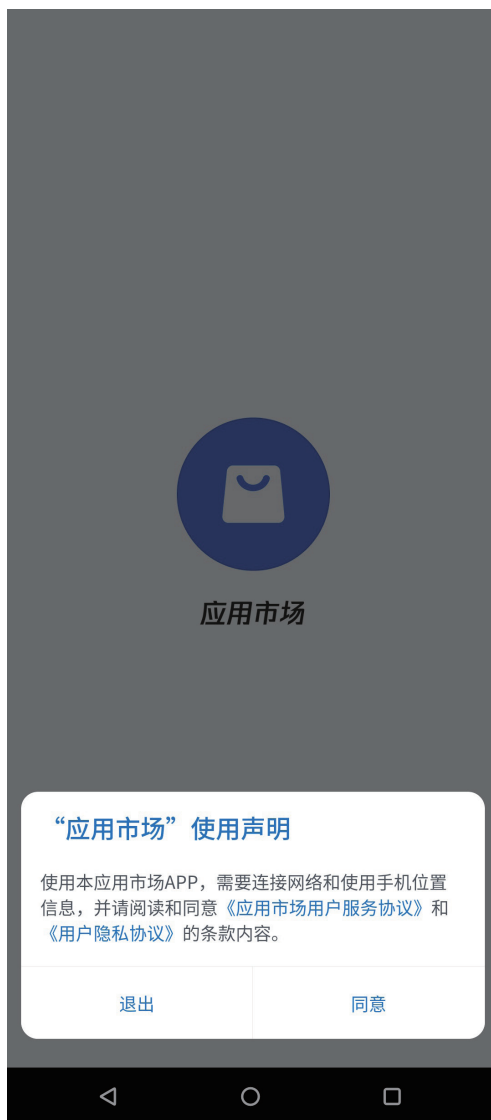 应用市场
“应用市场”使用声明
使用本应用市场APP，需要连接网络和使用手机位置
信息，并请阅读和同意《应用市场用户服务协议》和
《用户隐私协议》的条款内容。
退出
同意